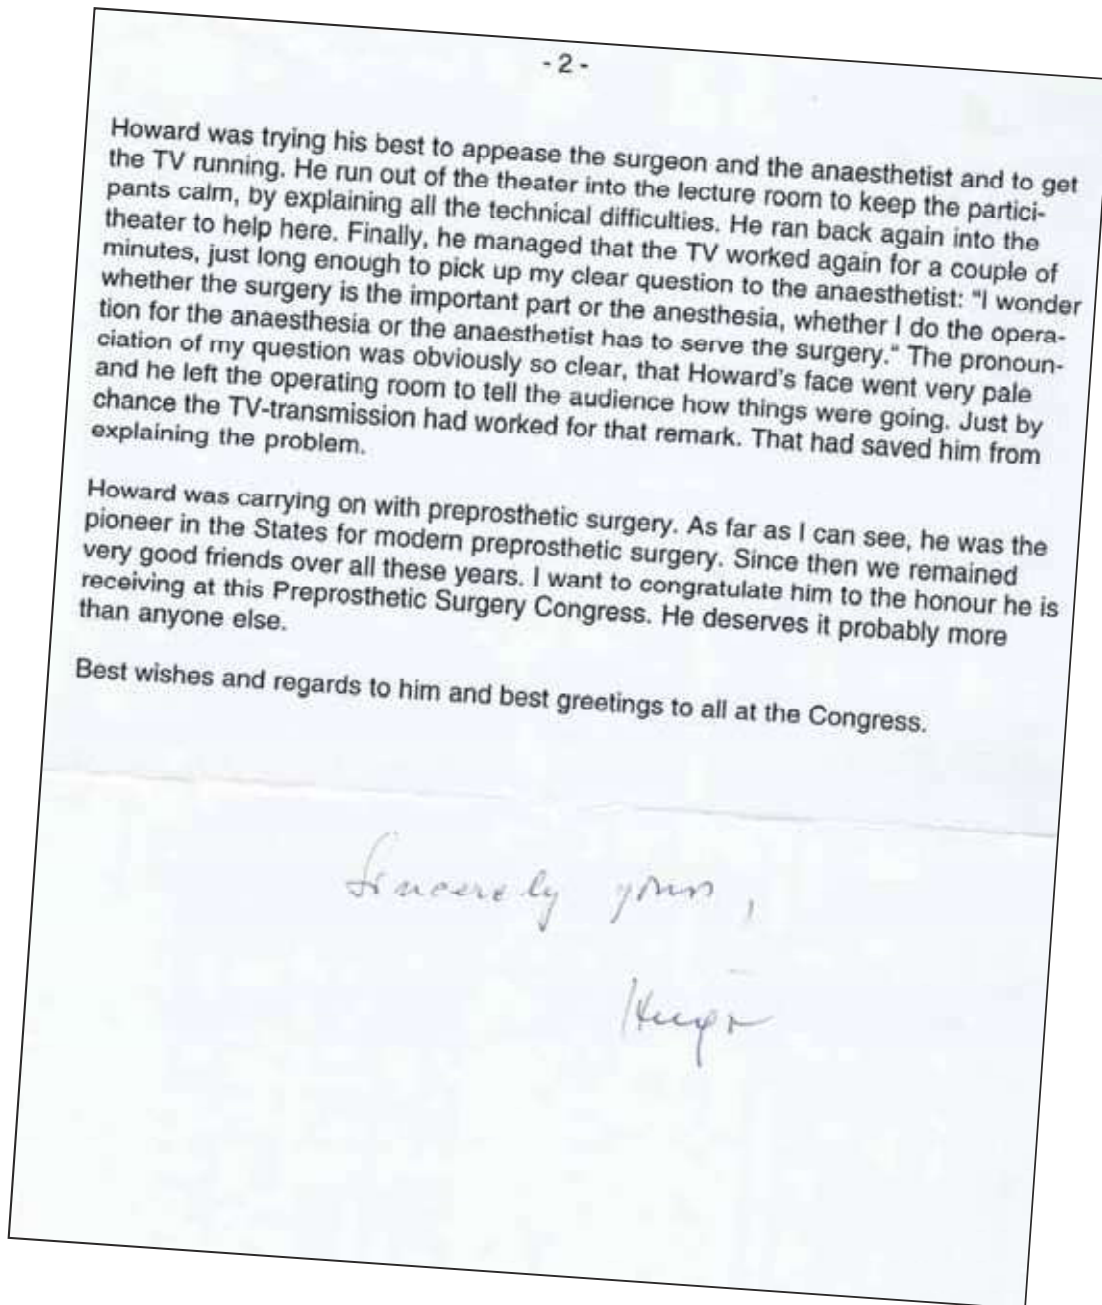 - 2 -
Howard was trying his best to appease the surgeon and the anaesthetist and to get
the TV running. He run out of the theater into the lecture room to keep the partici-
pants calm, by explaining all the technical difficulties. He ran back again into the
theater to help here. Finally, he managed that the TV worked again for a couple of
minutes, just long enough to pick up my clear question to the anaesthetist: "I wonder
whether the surgery is the important part or the anesthesia, whether I do the opera-
tion for the anaesthesia or the anaesthetist has to serve the surgery." The pronoun-
ciation of my question was obviously so clear, that Howard's face went very pale
and he left the operating room to tell the audience how things were going. Just by
chance the TV-transmission had worked for that remark. That had saved him from
explaining the problem.
Howard was carrying on with preprosthetic surgery. As far as I can see, he was the
pioneer in the States for modern preprosthetic surgery. Since then we remained
very good friends over all these years. I want to congratulate him to the honour he is
receiving at this Preprosthetic Surgery Congress. He deserves it probably more
than anyone else.
Best wishes and regards to him and best greetings to all at the Congress.
Sincerely yours,
Hugo